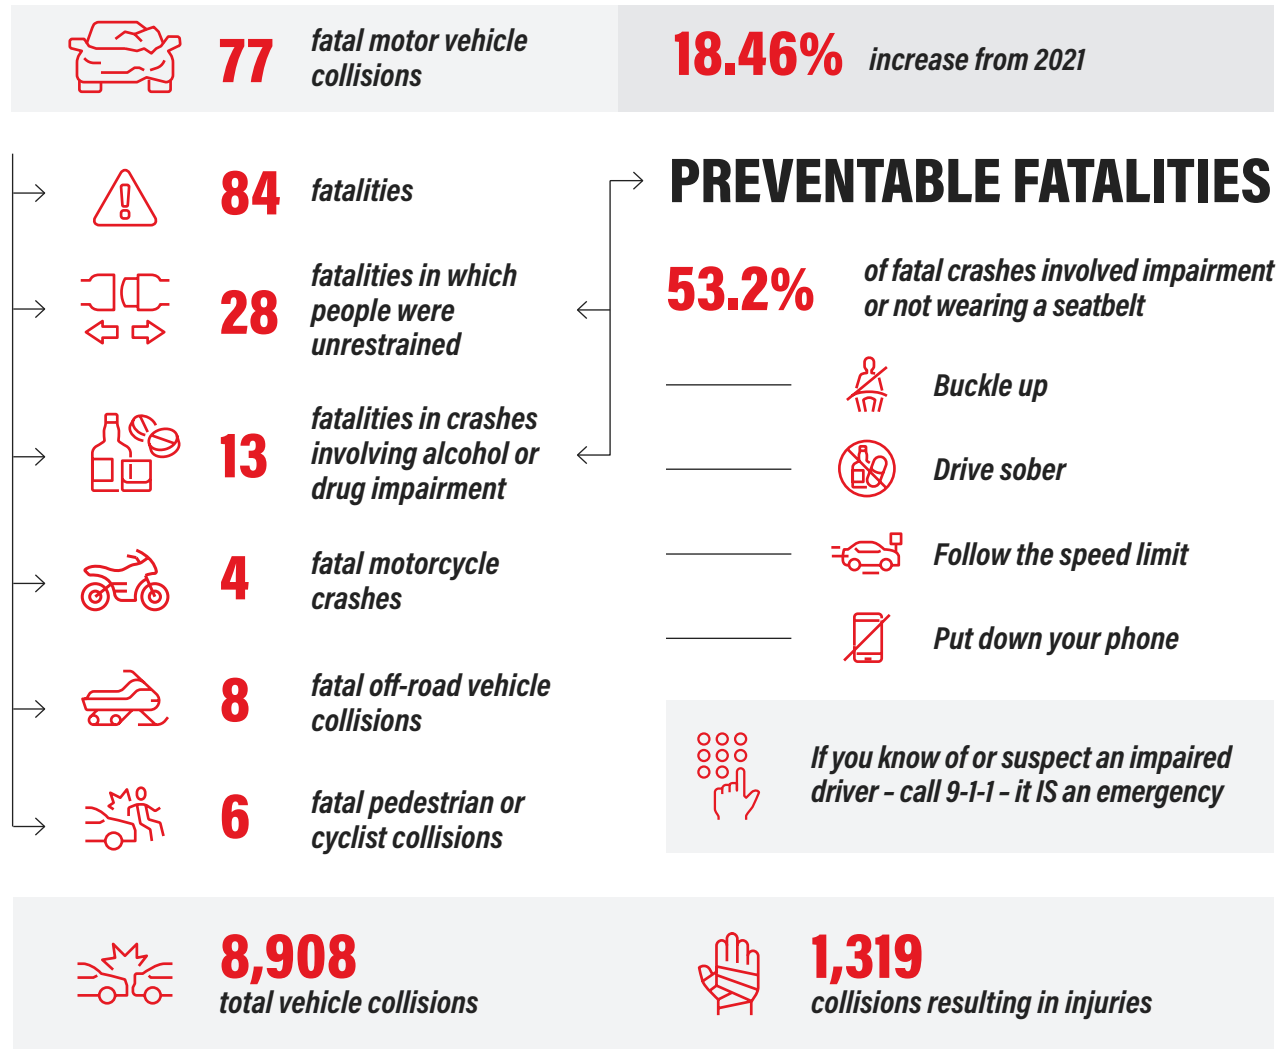 77
fatal motor vehicle
collisions
18.46%
increase from 2021
84
fatalities
28
fatalities in which
people were
unrestrained
13
fatalities in crashes
involving alcohol or
drug impairment
4
fatal motorcycle
crashes
8
fatal off-road vehicle
collisions
6
fatal pedestrian or
cyclist collisions
PREVENTABLE FATALITIES
53.2%
of fatal crashes involved impairment
or not wearing a seatbelt
Buckle up
Drive sober
Follow the speed limit
Put down your phone
If you know of or suspect an impaired
driver – call 9-1-1 – it IS an emergency
8,908
total vehicle collisions
1,319
collisions resulting in injuries